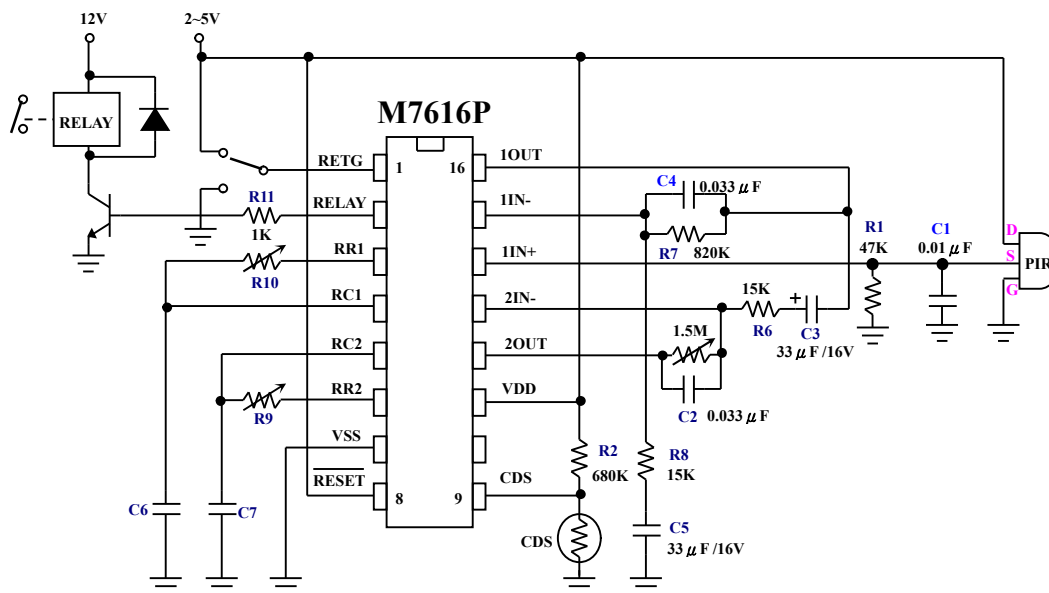 12V
2~5V
RELAY
M7616P
RETG
RELAY
RR1
RC1
RC2
RR2
VSS
RESET
1
8
16
9
1OUT
1IN-
1IN+
2IN-
2OUT
VDD
CDS
R11
1K
R10
R9
C6
C7
C4
0.033μF
R7
820K
15K
R6
C3
33μF/16V
1.5M
C2
0.033μF
R2
680K
R8
15K
CDS
C5
33μF/16V
R1
47K
C1
0.01μF
D
S
G
PIR